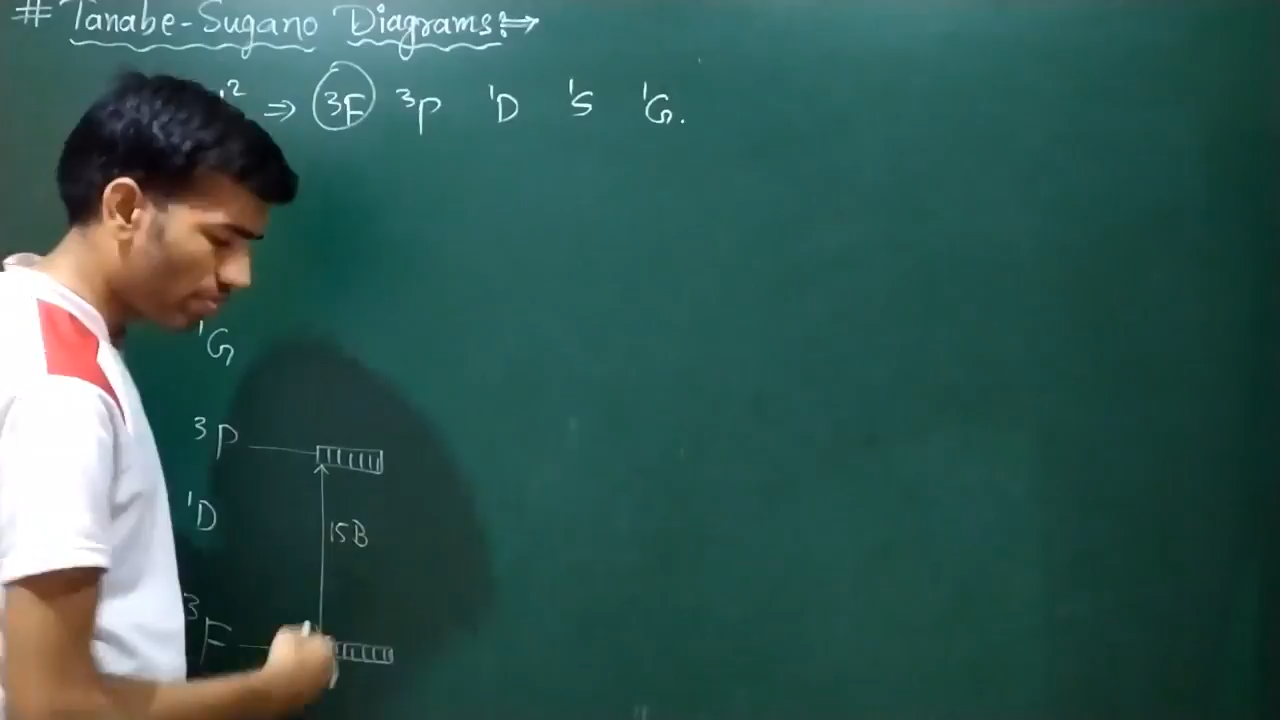 # Tanabe-Sugano Diagrams:⇒
² ⇒ ³F ³P ¹D ¹S ¹G.
¹G
³P
¹D
15B
³F